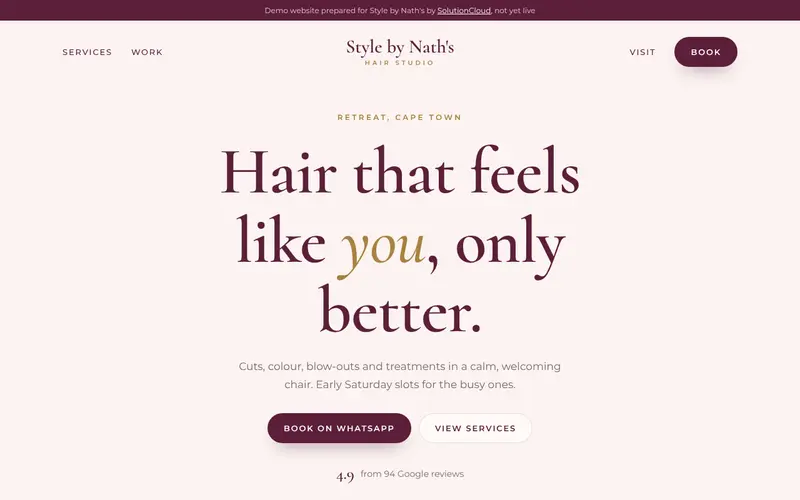 Demo website prepared for Style by Nath's by SolutionCloud, not yet live
SERVICES WORK
Style by Nath's
HAIR STUDIO
VISIT BOOK
RETREAT, CAPE TOWN
Hair that feels
like you, only
better.
Cuts, colour, blow-outs and treatments in a calm, welcoming
chair. Early Saturday slots for the busy ones.
BOOK ON WHATSAPP VIEW SERVICES
4.9 from 94 Google reviews